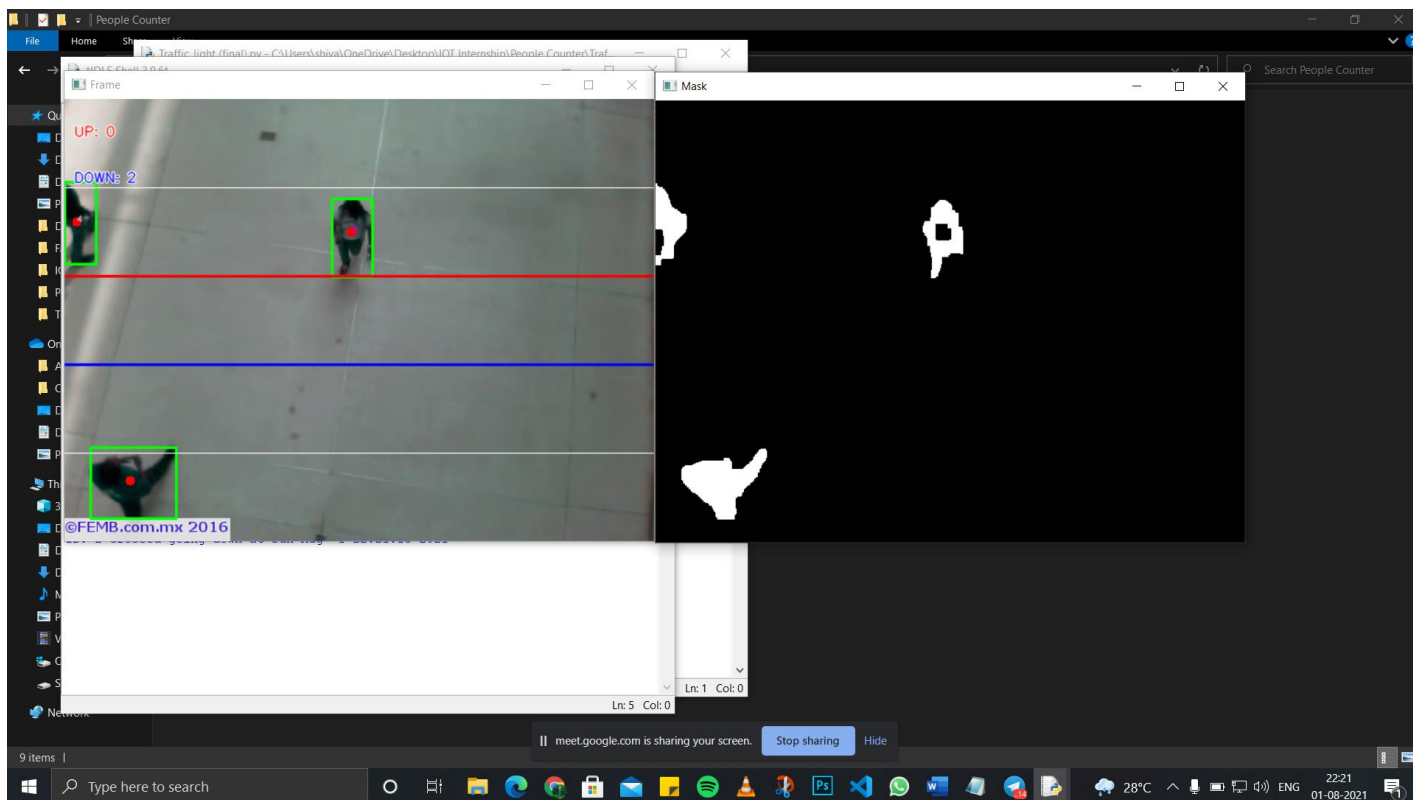 People Counter
File
Home
Traffic light (final).py - C:\Users\shiva\OneDrive\Desktop\IOT Internship\People Counter\Traf
Search People Counter
Frame
Mask
UP: 0
DOWN: 2
©FEMB.com.mx 2016
Ln: 1 Col: 0
Ln: 5 Col: 0
Network
meet.google.com is sharing your screen.
Stop sharing
Hide
9 items
Type here to search
28°C
ENG
22:21
01-08-2021